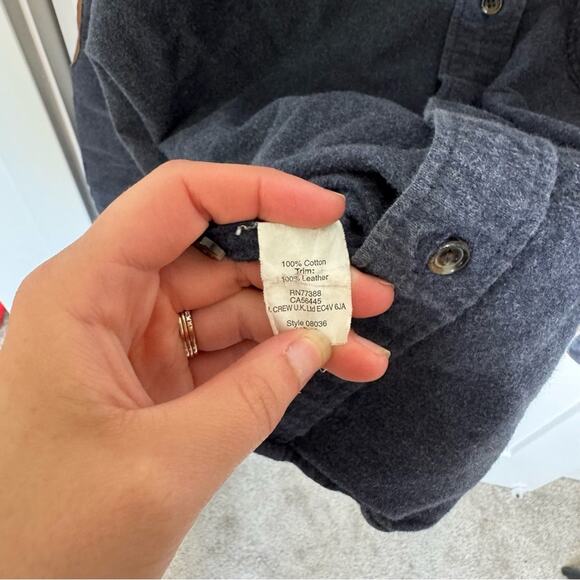 100% Cotton
Trim:
100% Leather
RN77388
CA56445
. CREW U.K. Ltd EC4V 6JA
Style 08036